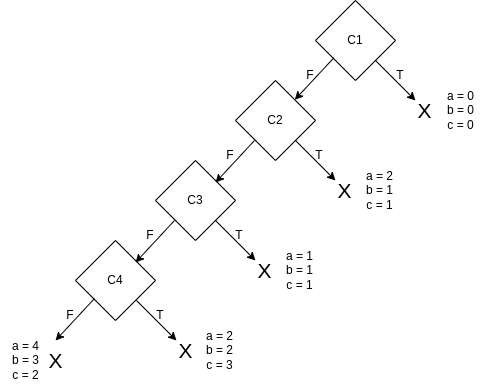 C1
F
T
X
a = 0
b = 0
c = 0
C2
F
T
X
a = 2
b = 1
c = 1
C3
F
T
X
a = 1
b = 1
c = 1
C4
F
T
a = 4
b = 3
c = 2
X
X
a = 2
b = 2
c = 3